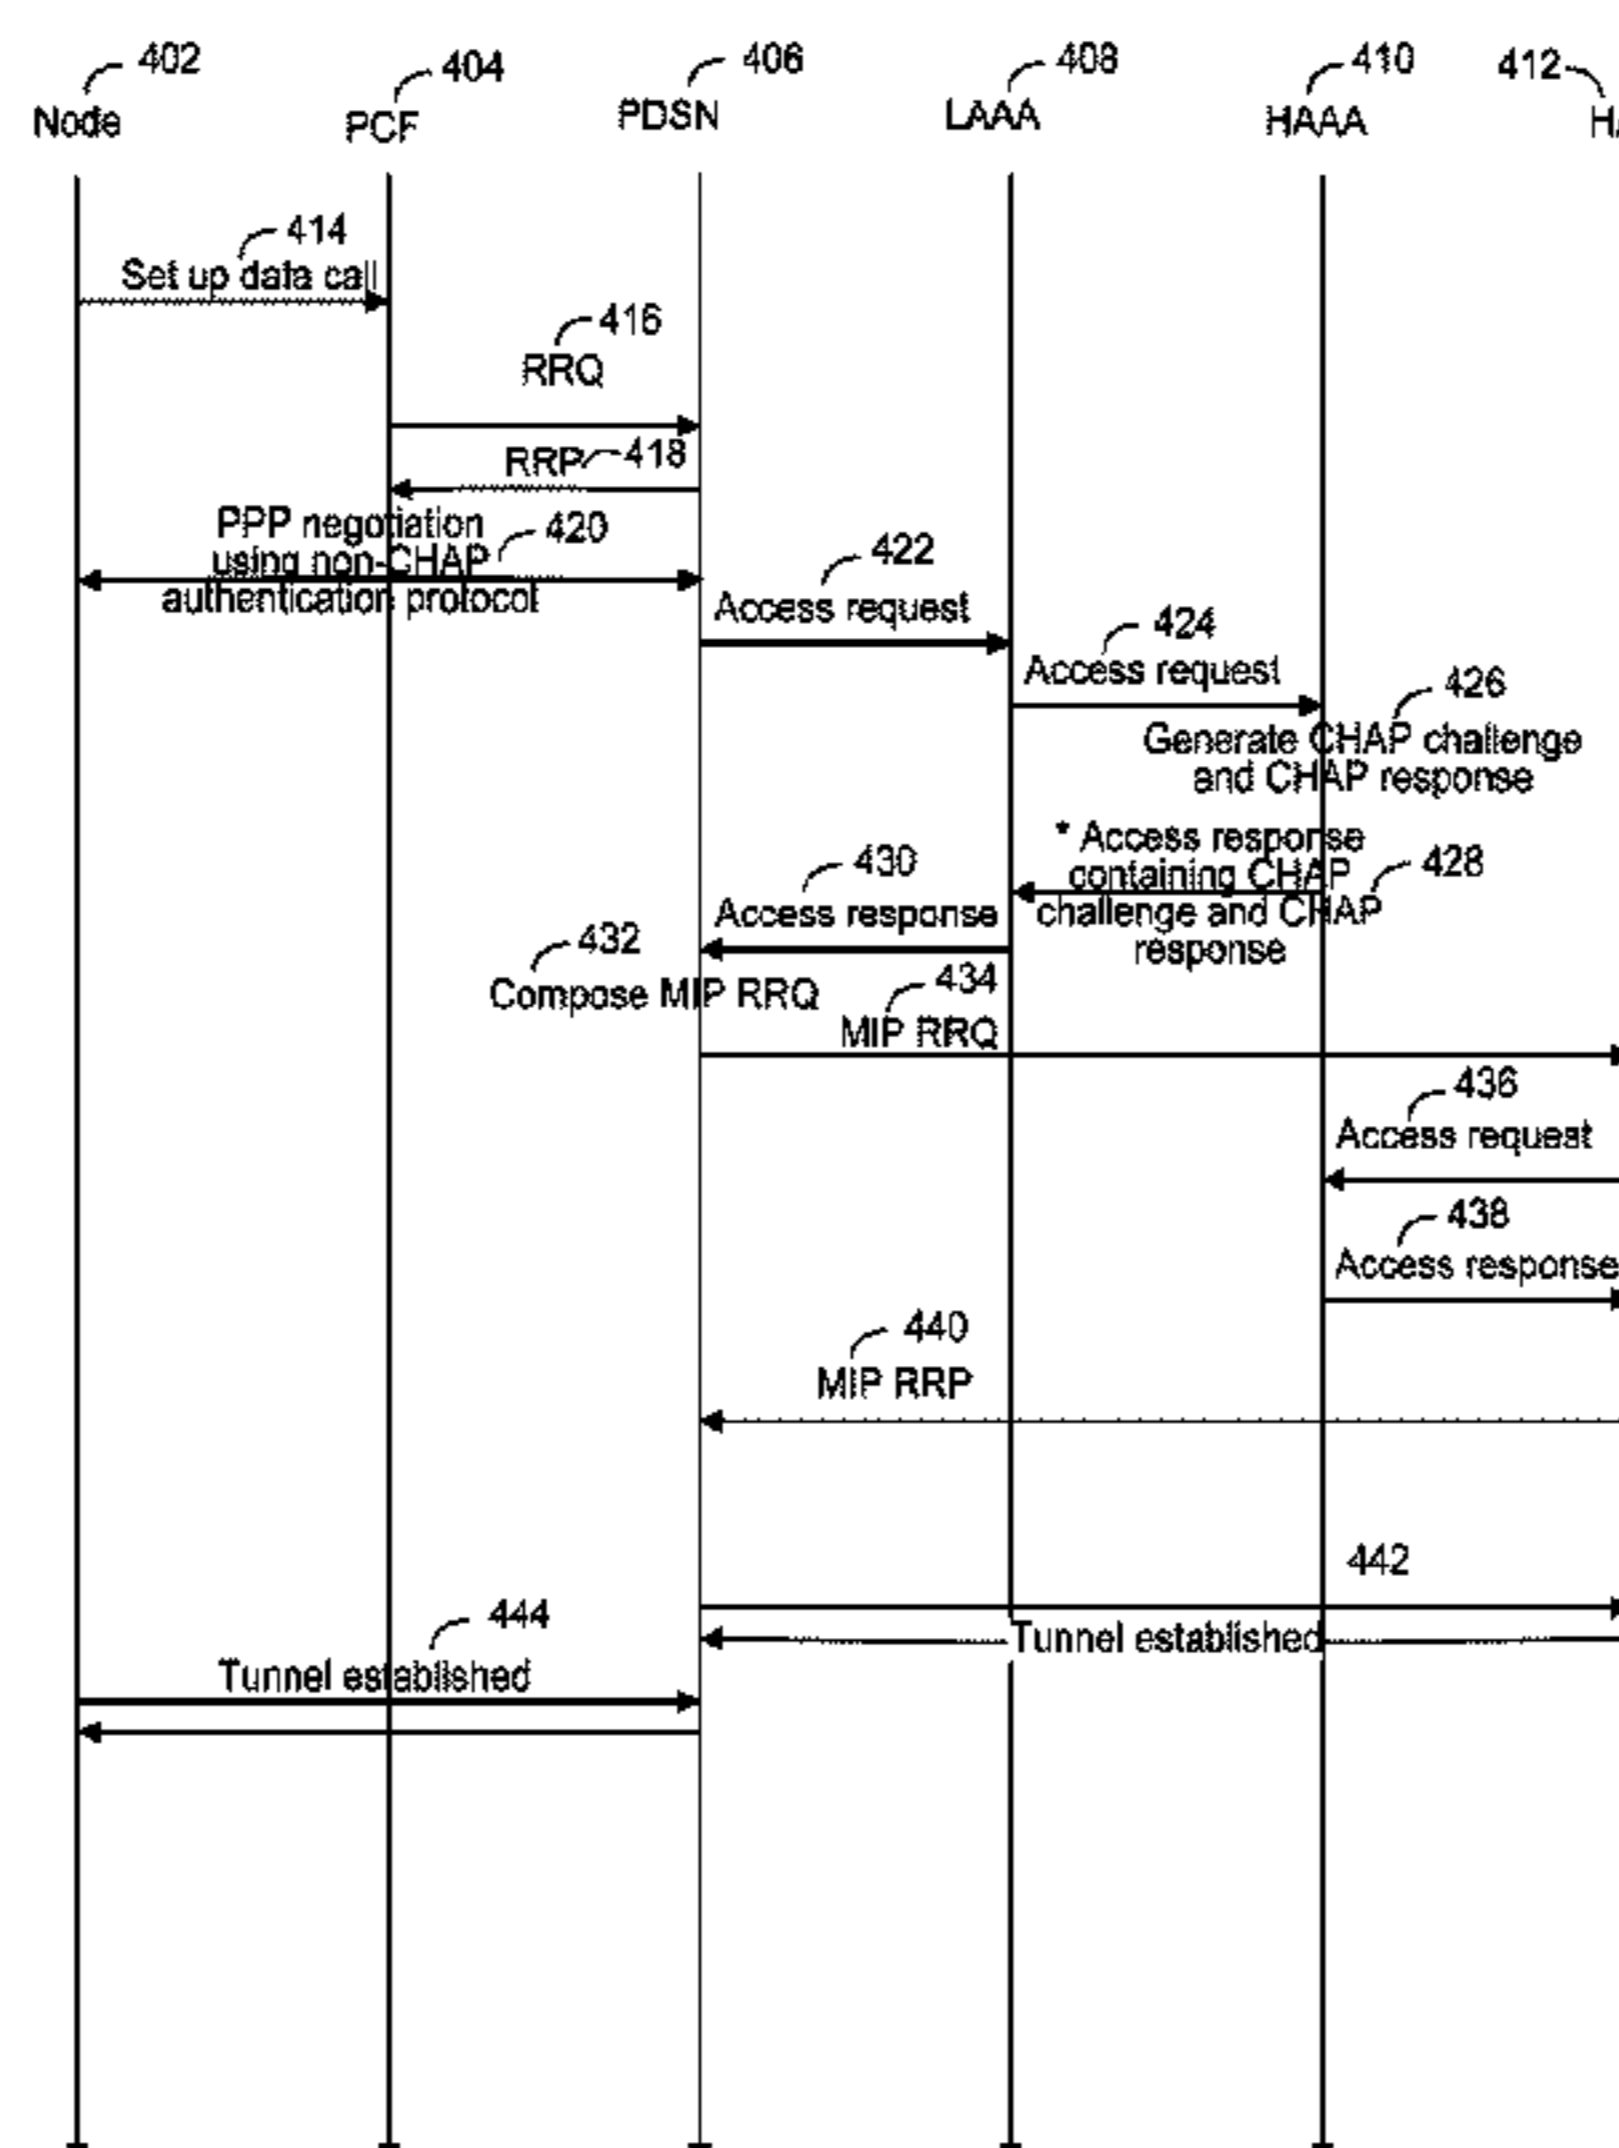 402
404
406
408
410
412
Node
PCF
PDSN
LAAA
HAAA
414
Set up data call
416
RRQ
RRP 418
PPP negotiation
using non-CHAP
authentication protocol
420
422
Access request
424
Access request
426
Generate CHAP challenge
and CHAP response
* Access response
containing CHAP
challenge and CHAP
response
428
430
Access response
432
Compose MIP RRQ
434
MIP RRQ
436
Access request
438
Access response
440
MIP RRP
442
Tunnel established
444
Tunnel established